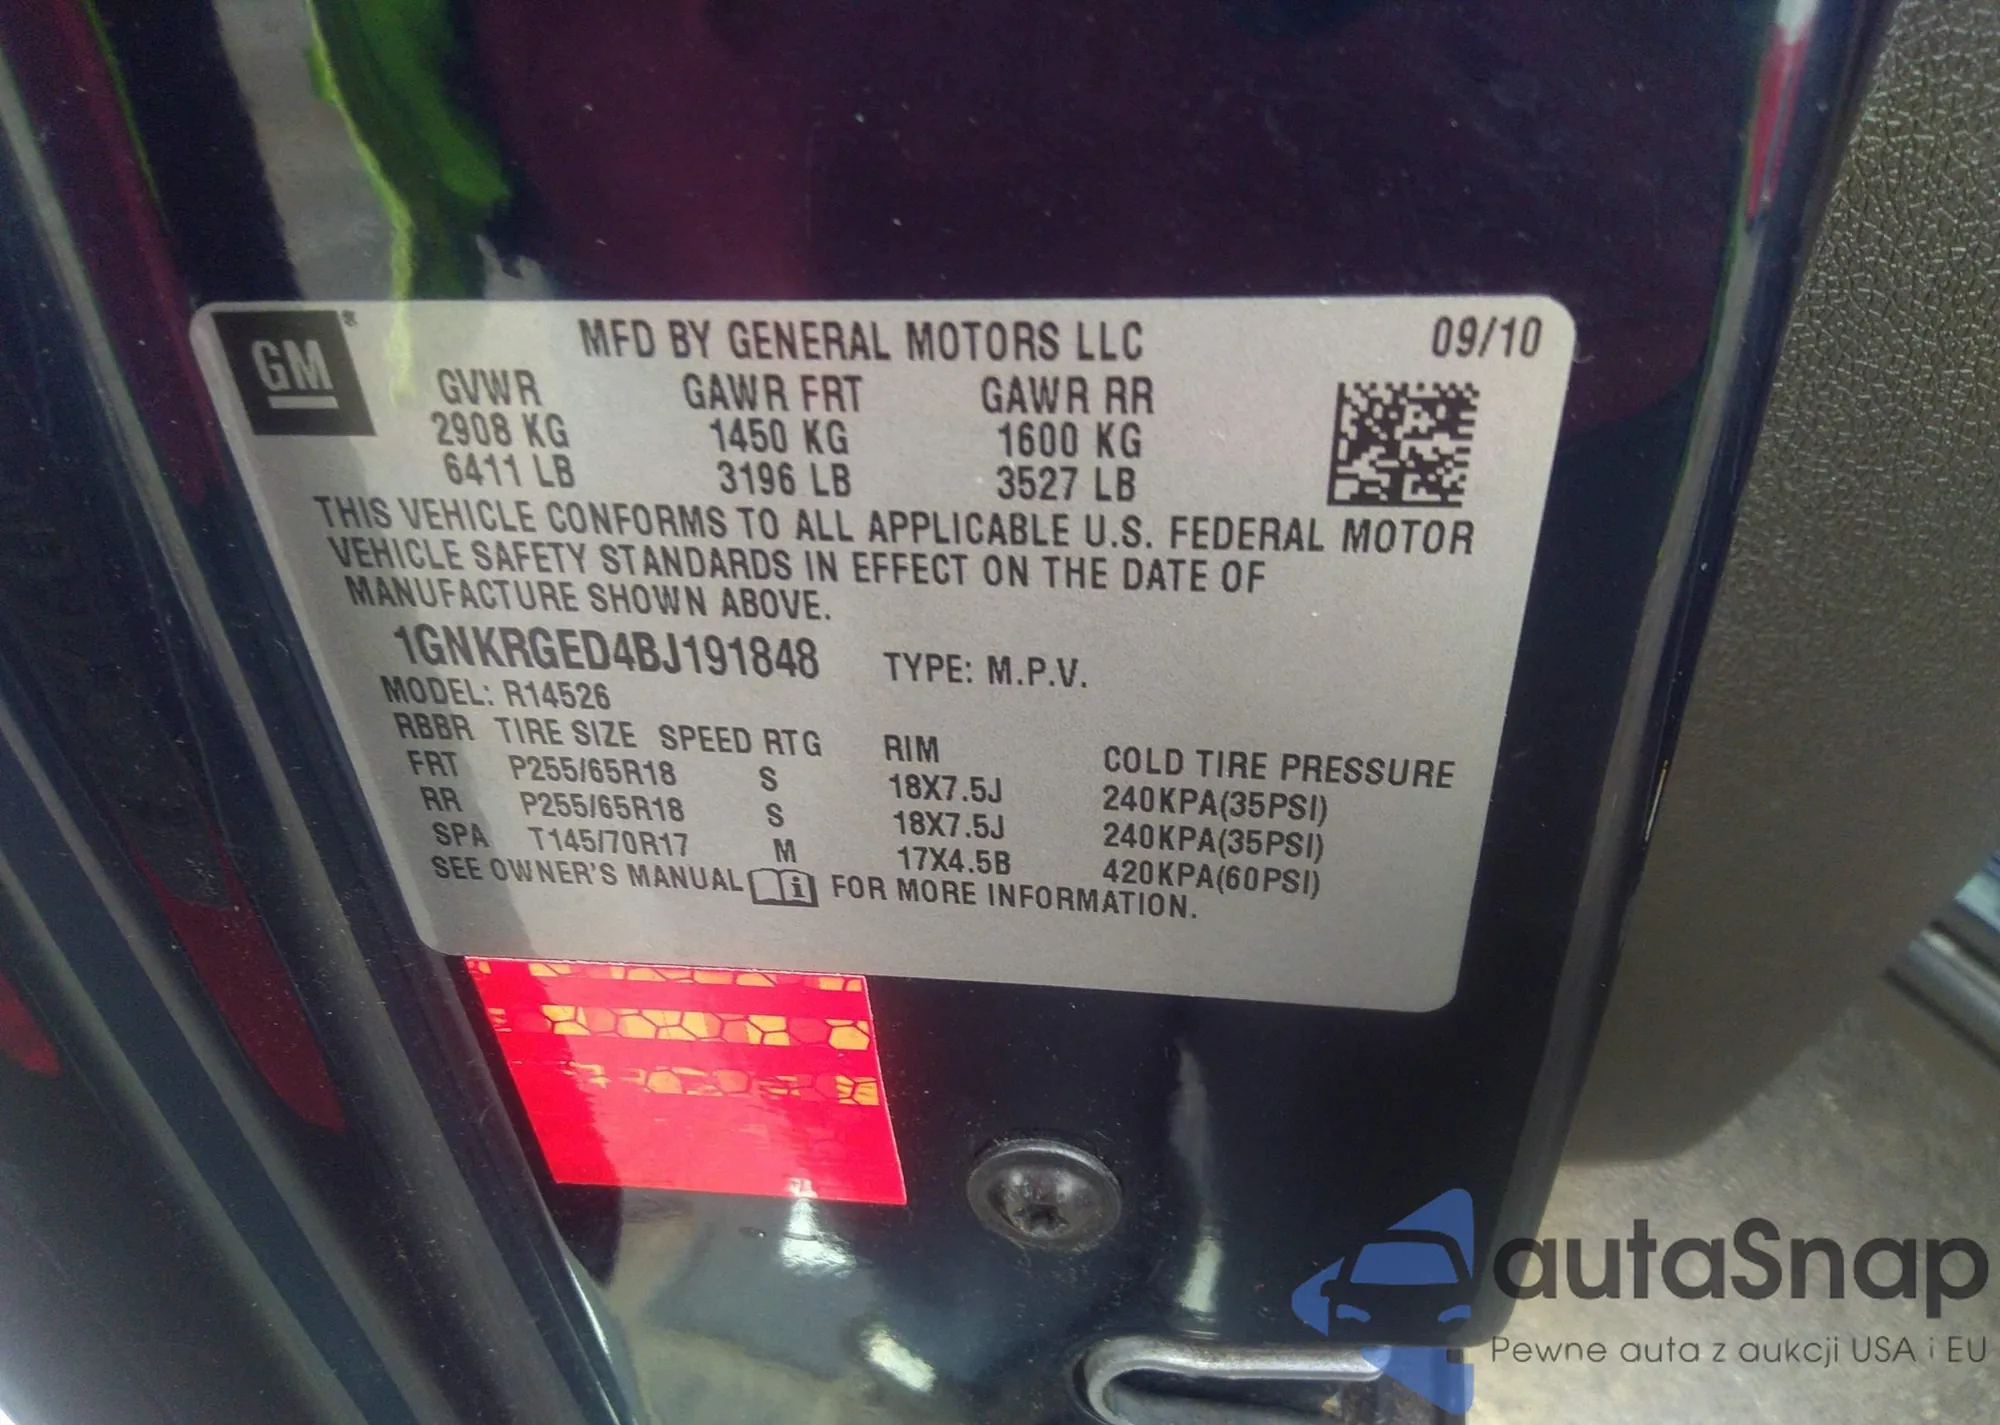 GM®
MFD BY GENERAL MOTORS LLC 09/10
GVWR GAWR FRT GAWR RR
2908 KG 1450 KG 1600 KG
6411 LB 3196 LB 3527 LB
THIS VEHICLE CONFORMS TO ALL APPLICABLE U.S. FEDERAL MOTOR
VEHICLE SAFETY STANDARDS IN EFFECT ON THE DATE OF
MANUFACTURE SHOWN ABOVE.
1GNKRGED4BJ191848 TYPE: M.P.V.
MODEL: R14526
RBBR TIRE SIZE SPEED RTG RIM COLD TIRE PRESSURE
FRT P255/65R18 S 18X7.5J 240KPA(35PSI)
RR P255/65R18 S 18X7.5J 240KPA(35PSI)
SPA T145/70R17 M 17X4.5B 420KPA(60PSI)
SEE OWNER'S MANUAL i FOR MORE INFORMATION.
autaSnap
Pewne auta z aukcji USA i EU